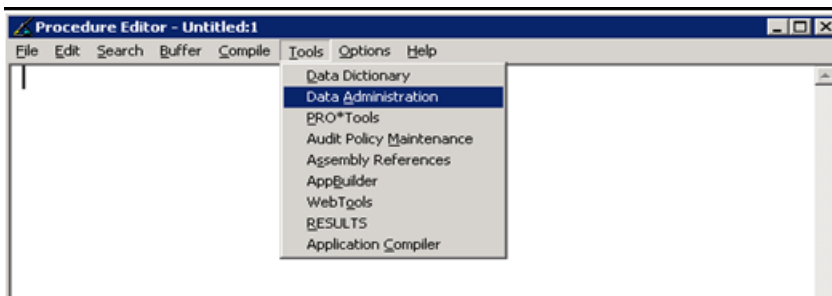 Procedure Editor - Untitled:1
File Edit Search Buffer Compile Tools Options Help
Data Dictionary
Data Administration
PRO*Tools
Audit Policy Maintenance
Assembly References
AppBuilder
WebTools
RESULTS
Application Compiler